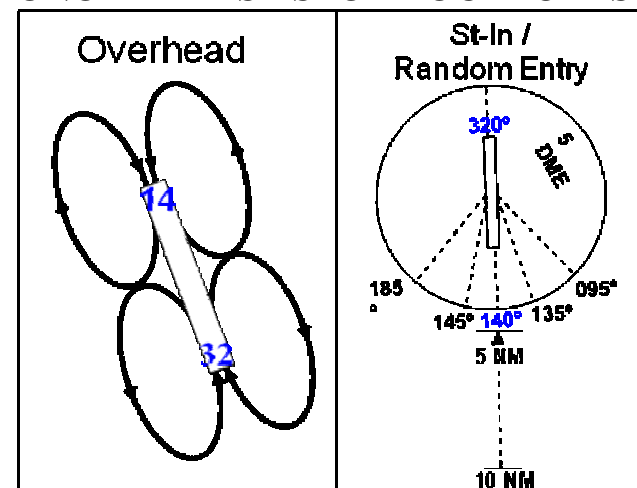 Overhead
14
32
St-In /
Random Entry
320°
5
DME
185
°
095°
145° 140° 135°
5 NM
10 NM